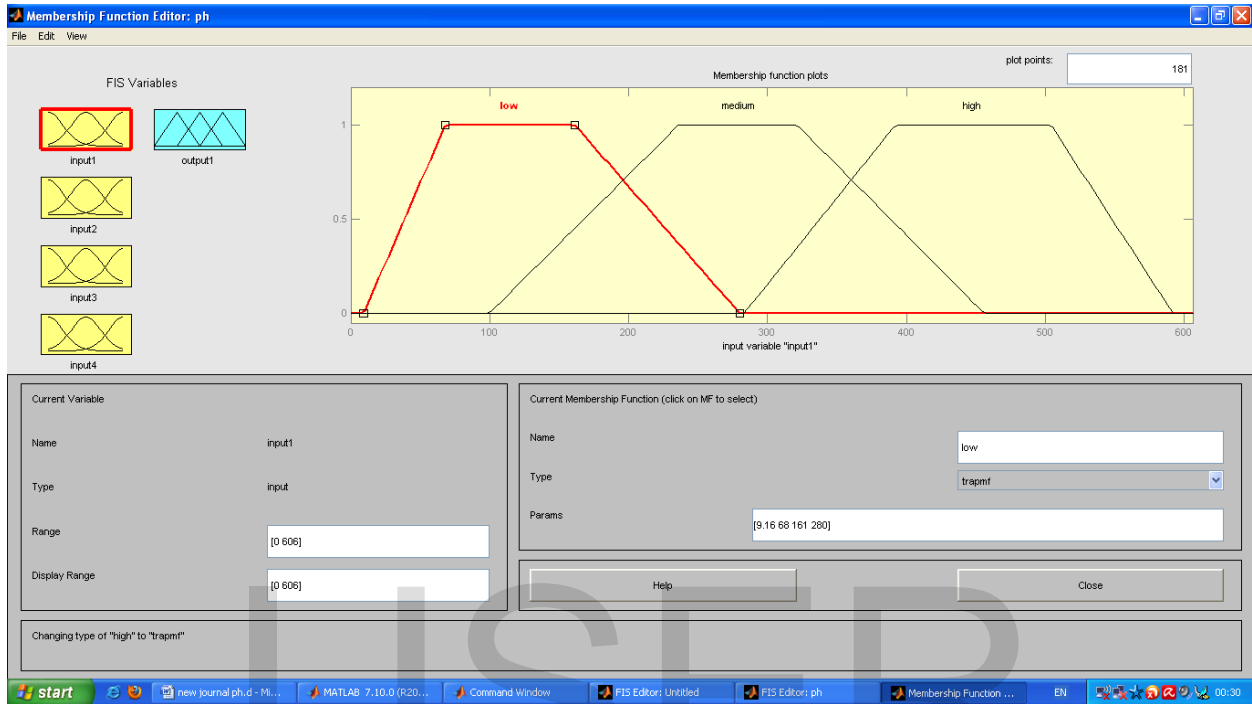 Membership Function Editor: ph
File Edit View
FIS Variables
input1
output1
input2
input3
input4
plot points:
181
Membership function plots
low
medium
high
1
0.5
0
0 100 200 300 400 500 600
input variable "input1"
Current Variable
Name input1
Type input
Range [0 606]
Display Range [0 606]
Current Membership Function (click on MF to select)
Name low
Type trapmf
Params [9.16 68 161 280]
Help Close
Changing type of "high" to "trapmf"
IJSER
start new journal ph.d - Mi... MATLAB 7.10.0 (R20... Command Window FIS Editor: Untitled FIS Editor: ph Membership Function ... EN 00:30